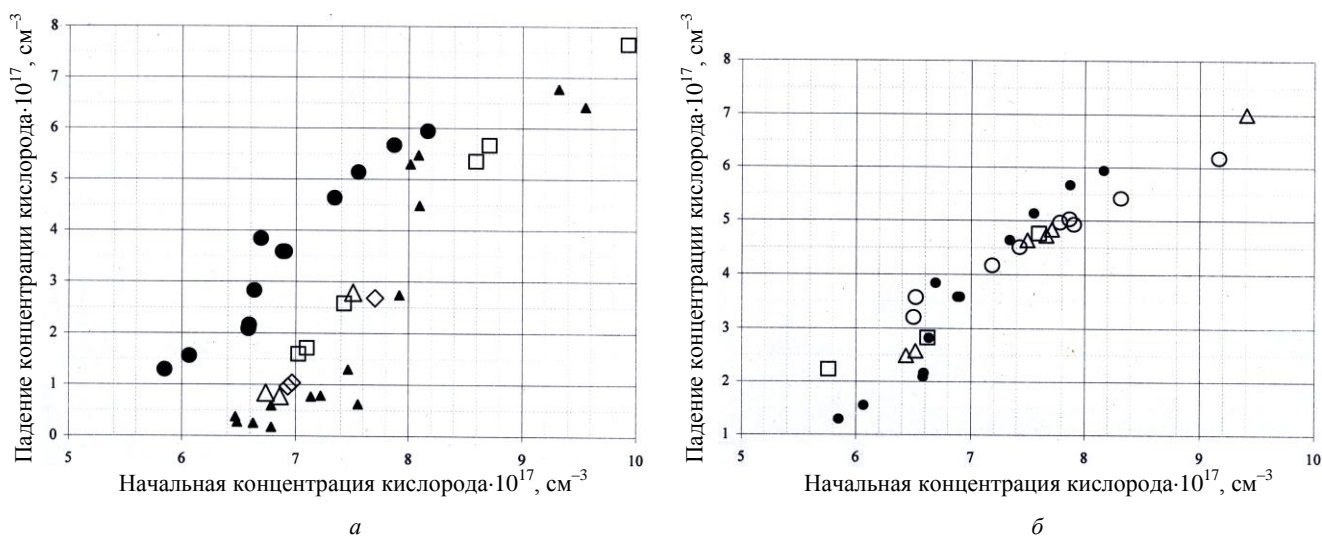 Падение концентрации кислорода·10^17, см^–3
8
7
6
5
4
3
2
1
0
5 6 7 8 9 10
Начальная концентрация кислорода·10^17, см^–3
а
Падение концентрации кислорода·10^17, см^–3
8
7
6
5
4
3
2
1
5 6 7 8 9 10
Начальная концентрация кислорода·10^17, см^–3
б